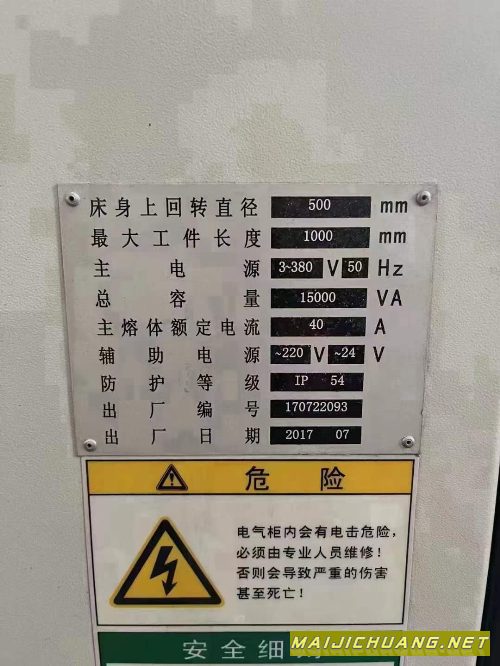 MAIJICHUANG.NET
床身上回转直径 500 mm
最大工件长度 1000 mm
主电源 3~380 V 50 Hz
总容量 15000 VA
主熔体额定电流 40 A
辅助电源 ~220 V ~24 V
防护等级 IP 54
出厂编号 170722093
出厂日期 2017 07
危险
电气柜内会有电击危险，
必须由专业人员维修！
否则会导致严重的伤害
甚至死亡！
安全细
MAIJICHUANG.NET